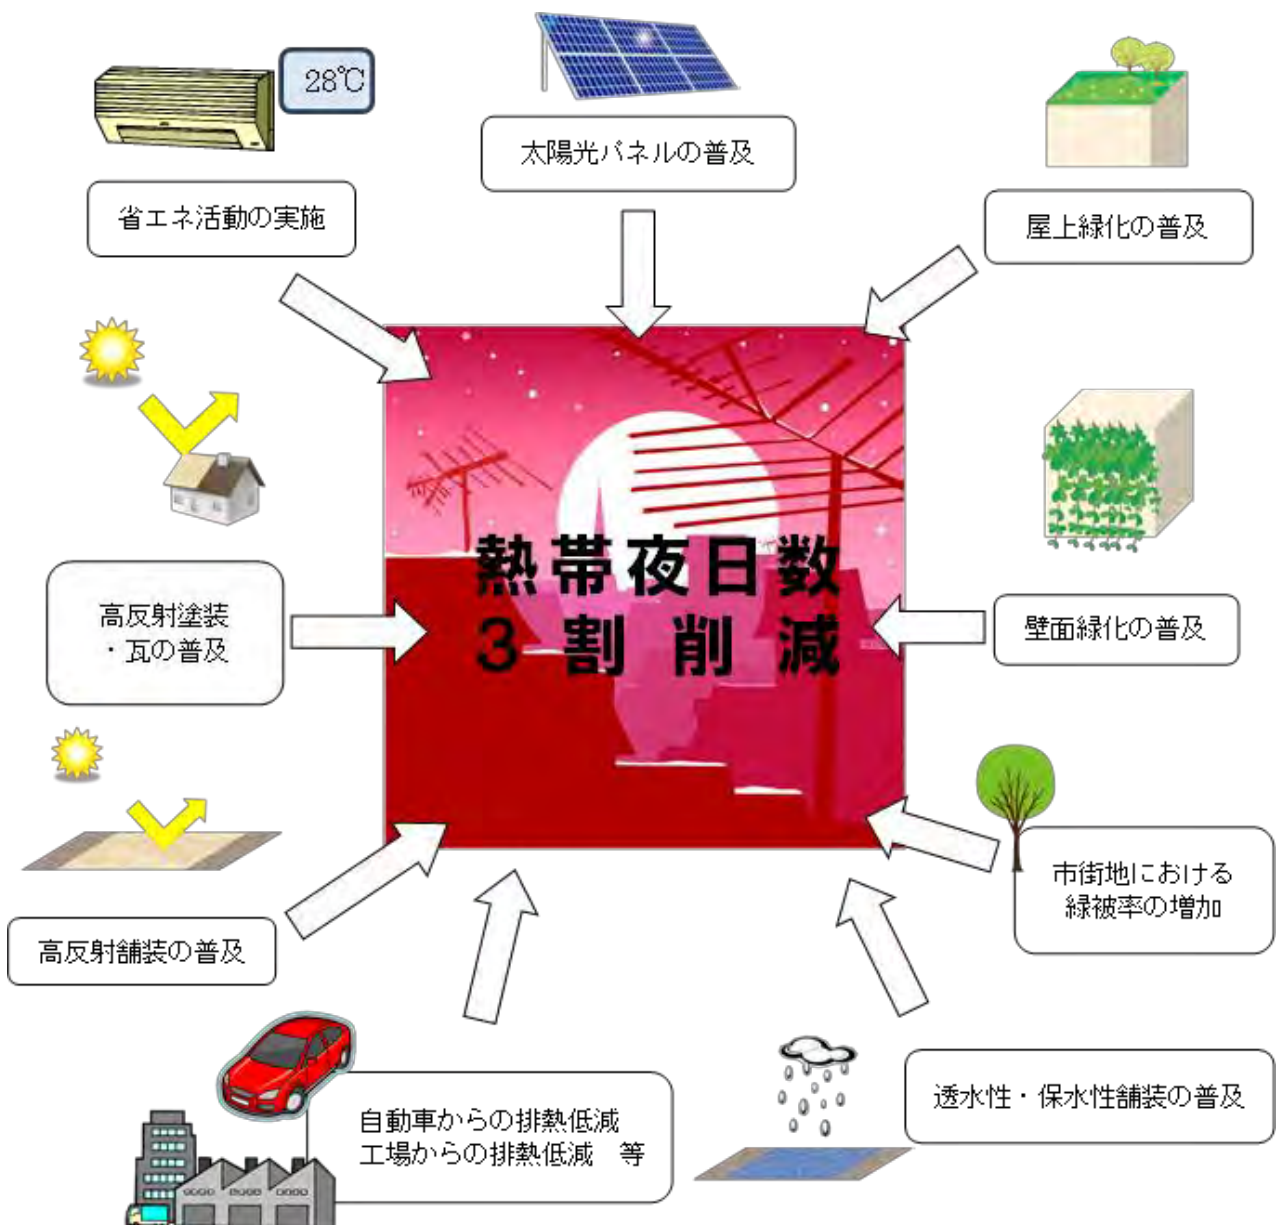 28℃
太陽光パネルの普及
省エネ活動の実施
屋上緑化の普及
熱帯夜日数
3割削減
高反射塗装
・瓦の普及
壁面緑化の普及
高反射舗装の普及
市街地における
緑被率の増加
自動車からの排熱低減
工場からの排熱低減　等
透水性・保水性舗装の普及